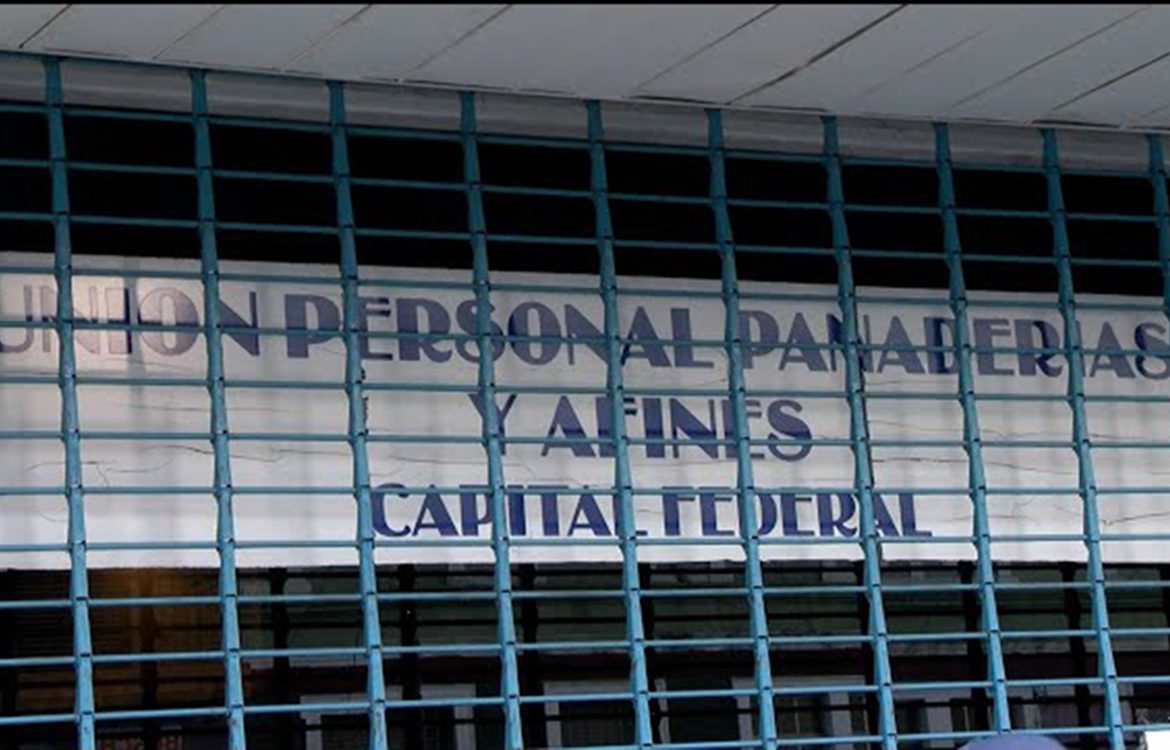 UNION PERSONAL PANADERIAS
Y AFINES
CAPITAL FEDERAL